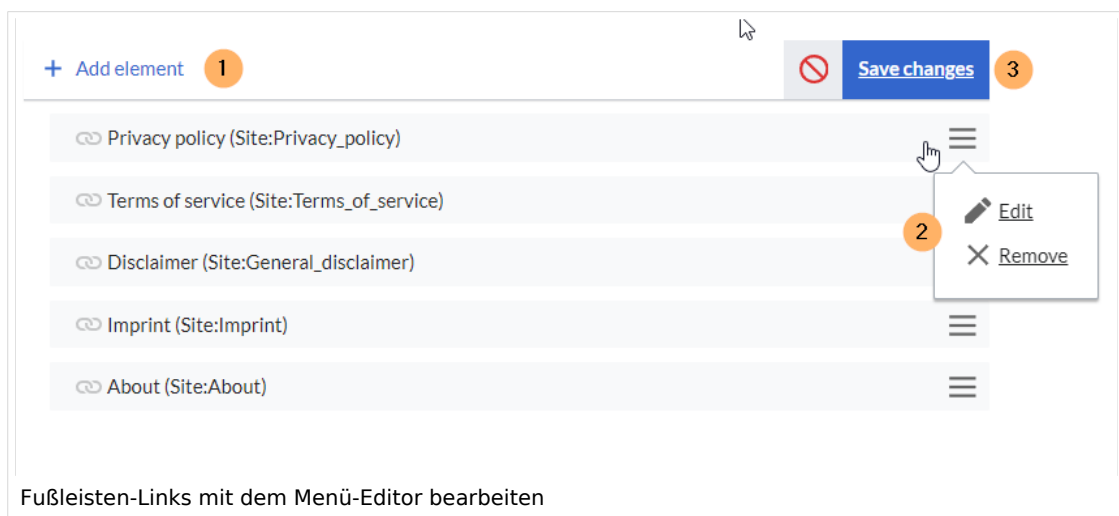 + Add element 1 Save changes 3
Privacy policy (Site:Privacy_policy)
Terms of service (Site:Terms_of_service)
Edit
2
Disclaimer (Site:General_disclaimer)
Remove
Imprint (Site:Imprint)
About (Site:About)
Fußleisten-Links mit dem Menü-Editor bearbeiten